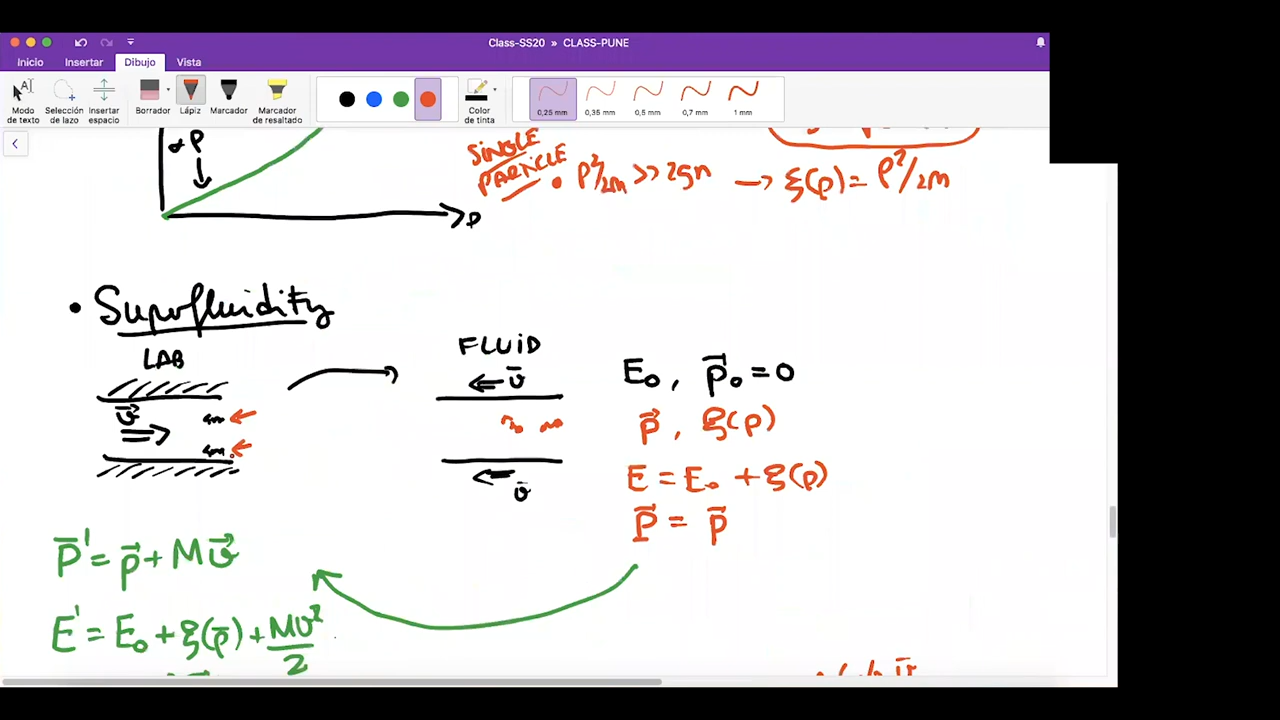 Class-SS20 » CLASS-PUNE
Inicio Insertar Dibujo Vista
Modo de texto
Selección de lazo
Insertar espacio
Borrador
Lápiz
Marcador
Marcador de resaltado
Color de tinta
0,25 mm 0,35 mm 0,5 mm 0,7 mm 1 mm
α P
P
SINGLE PARTICLE • P²/2m >> 2gn → ξ(p) = P²/2m
• Superfluidity
LAB
FLUID
v⃗
v̄
v̄
E₀, p⃗₀ = 0
p⃗, ξ(p)
E = E₀ + ξ(p)
P⃗ = p⃗
P̄' = p⃗ + Mv⃗
E' = E₀ + ξ(p̄) + Mv²/2